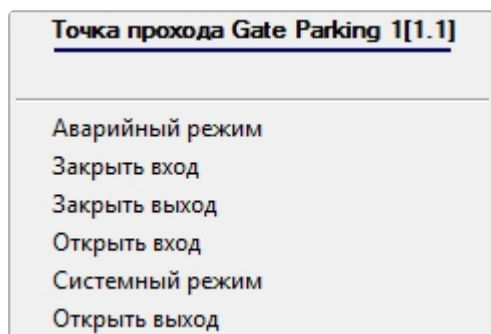 Точка прохода Gate Parking 1[1.1]
Аварийный режим
Закрыть вход
Закрыть выход
Открыть вход
Системный режим
Открыть выход